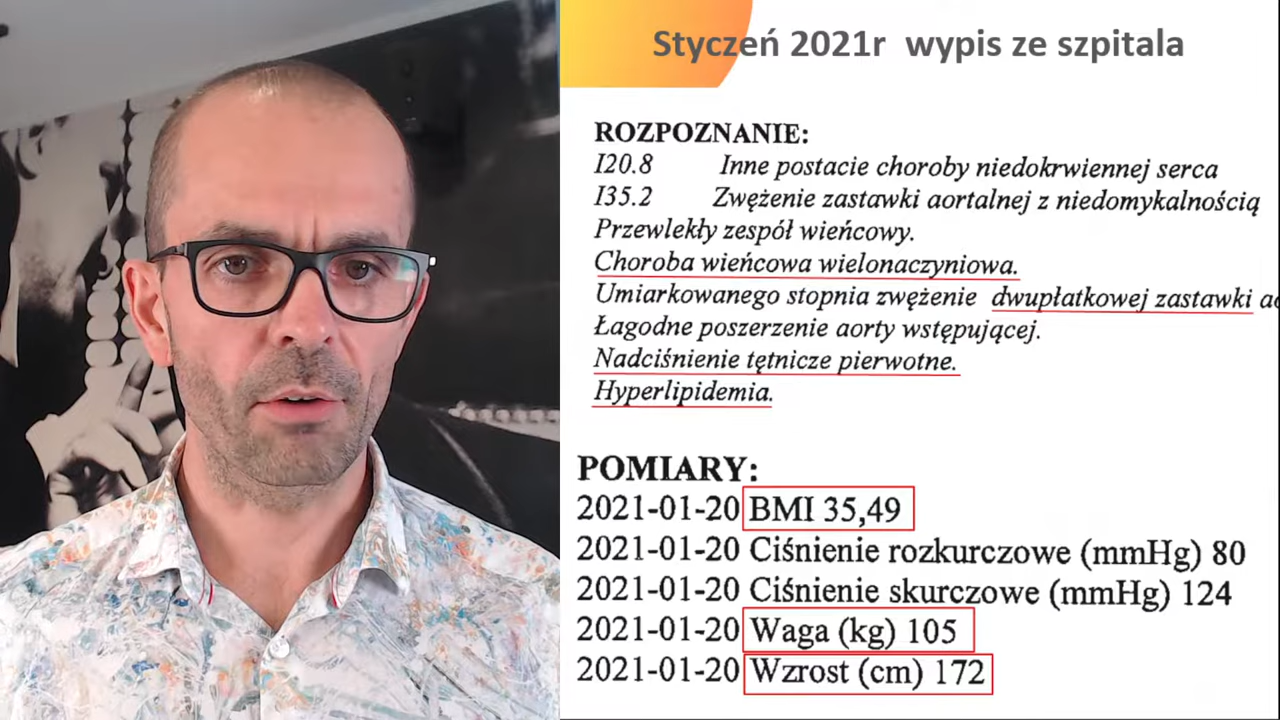 Styczeń 2021r wypis ze szpitala
ROZPOZNANIE:
I20.8 Inne postacie choroby niedokrwiennej serca
I35.2 Zwężenie zastawki aortalnej z niedomykalnością
Przewlekły zespół wieńcowy.
Choroba wieńcowa wielonaczyniowa.
Umiarkowanego stopnia zwężenie dwupłatkowej zastawki
Łagodne poszerzenie aorty wstępującej.
Nadciśnienie tętnicze pierwotne.
Hyperlipidemia.
POMIARY:
2021-01-20 BMI 35,49
2021-01-20 Ciśnienie rozkurczowe (mmHg) 80
2021-01-20 Ciśnienie skurczowe (mmHg) 124
2021-01-20 Waga (kg) 105
2021-01-20 Wzrost (cm) 172